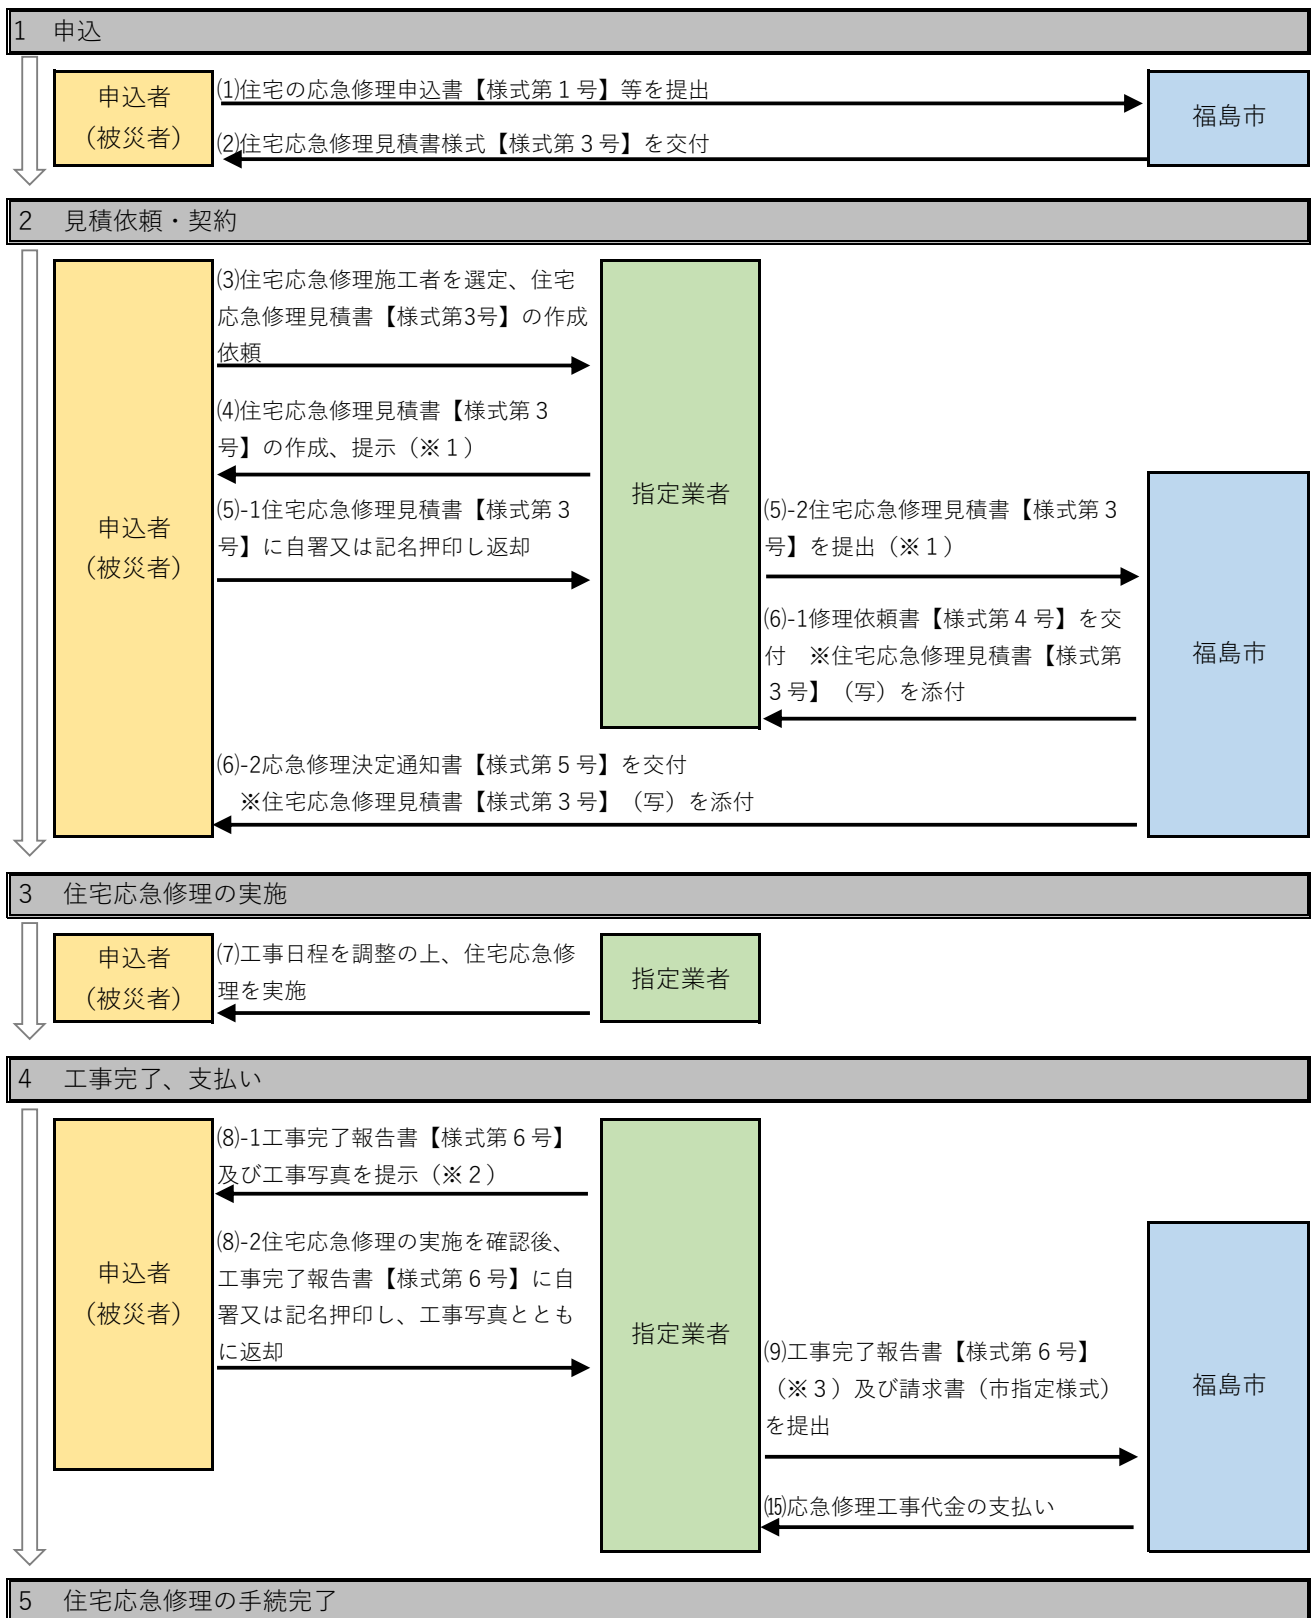 1　申込
申込者
（被災者）
⑴住宅の応急修理申込書【様式第１号】等を提出
⑵住宅応急修理見積書様式【様式第３号】を交付
福島市
2　見積依頼・契約
申込者
（被災者）
⑶住宅応急修理施工者を選定、住宅
応急修理見積書【様式第3号】の作成
依頼
⑷住宅応急修理見積書【様式第３
号】の作成、提示（※１）
⑸-1住宅応急修理見積書【様式第３
号】に自署又は記名押印し返却
指定業者
⑸-2住宅応急修理見積書【様式第３
号】を提出（※１）
⑹-1修理依頼書【様式第４号】を交
付　※住宅応急修理見積書【様式第
３号】（写）を添付
福島市
⑹-2応急修理決定通知書【様式第５号】を交付
※住宅応急修理見積書【様式第３号】（写）を添付
3　住宅応急修理の実施
申込者
（被災者）
⑺工事日程を調整の上、住宅応急修
理を実施
指定業者
4　工事完了、支払い
申込者
（被災者）
⑻-1工事完了報告書【様式第６号】
及び工事写真を提示（※２）
⑻-2住宅応急修理の実施を確認後、
工事完了報告書【様式第６号】に自
署又は記名押印し、工事写真ととも
に返却
指定業者
⑼工事完了報告書【様式第６号】
（※３）及び請求書（市指定様式）
を提出
⒂応急修理工事代金の支払い
福島市
5　住宅応急修理の手続完了